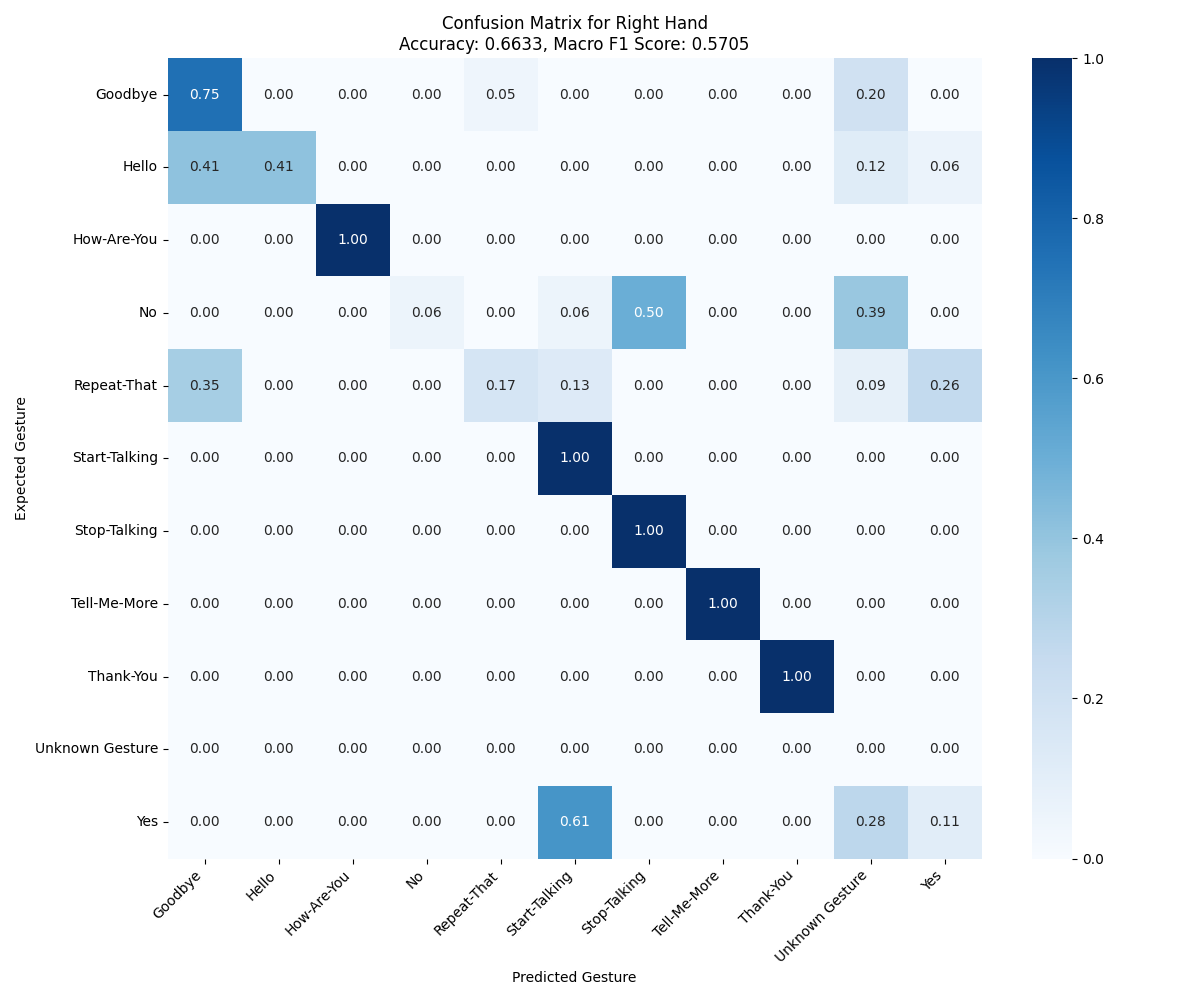 Confusion Matrix for Right Hand
Accuracy: 0.6633, Macro F1 Score: 0.5705
Goodbye 0.75 0.00 0.00 0.00 0.05 0.00 0.00 0.00 0.00 0.20 0.00
Hello 0.41 0.41 0.00 0.00 0.00 0.00 0.00 0.00 0.00 0.12 0.06
How-Are-You 0.00 0.00 1.00 0.00 0.00 0.00 0.00 0.00 0.00 0.00 0.00
No 0.00 0.00 0.00 0.06 0.00 0.06 0.50 0.00 0.00 0.39 0.00
Repeat-That 0.35 0.00 0.00 0.00 0.17 0.13 0.00 0.00 0.00 0.09 0.26
Start-Talking 0.00 0.00 0.00 0.00 0.00 1.00 0.00 0.00 0.00 0.00 0.00
Stop-Talking 0.00 0.00 0.00 0.00 0.00 0.00 1.00 0.00 0.00 0.00 0.00
Tell-Me-More 0.00 0.00 0.00 0.00 0.00 0.00 0.00 1.00 0.00 0.00 0.00
Thank-You 0.00 0.00 0.00 0.00 0.00 0.00 0.00 0.00 1.00 0.00 0.00
Unknown Gesture 0.00 0.00 0.00 0.00 0.00 0.00 0.00 0.00 0.00 0.00 0.00
Yes 0.00 0.00 0.00 0.00 0.00 0.61 0.00 0.00 0.00 0.28 0.11
Expected Gesture
Goodbye
Hello
How-Are-You
No
Repeat-That
Start-Talking
Stop-Talking
Tell-Me-More
Thank-You
Unknown Gesture
Yes
Predicted Gesture
1.0
0.8
0.6
0.4
0.2
0.0